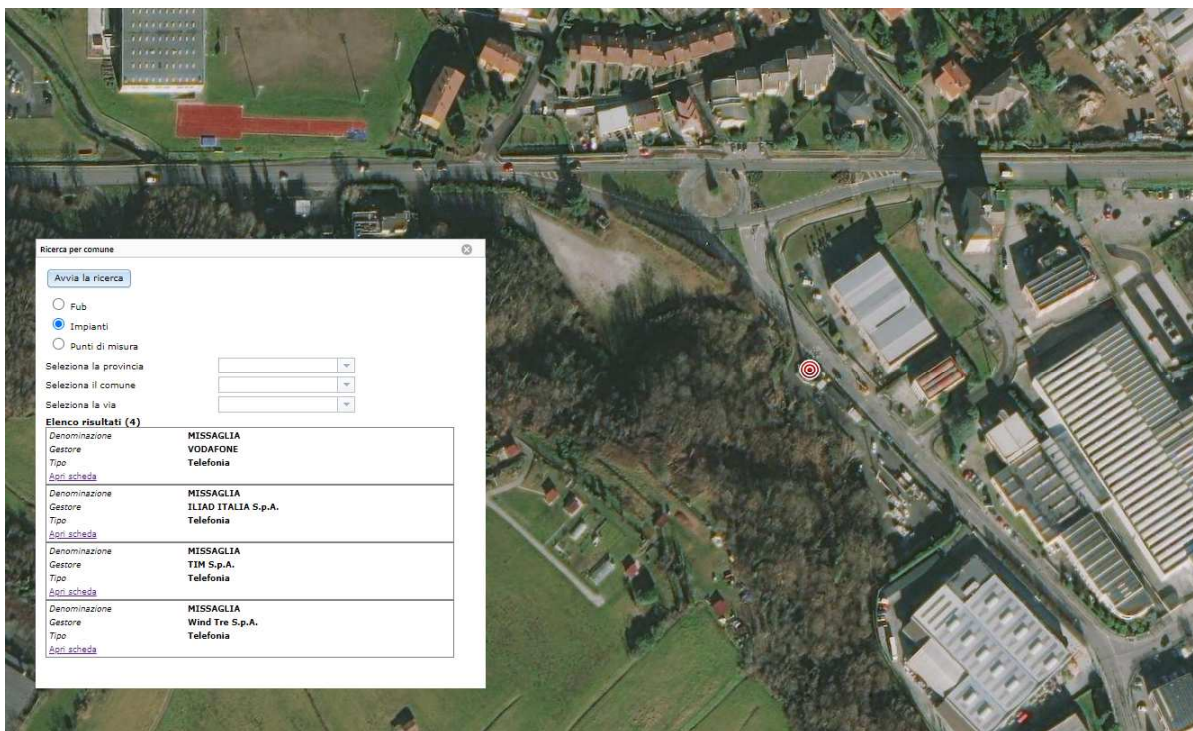 Ricerca per comune
Avvia la ricerca
Fub
Impianti
Punti di misura
Seleziona la provincia
Seleziona il comune
Seleziona la via
Elenco risultati (4)
Denominazione MISSAGLIA
Gestore VODAFONE
Tipo Telefonia
Apri scheda
Denominazione MISSAGLIA
Gestore ILIAD ITALIA S.p.A.
Tipo Telefonia
Apri scheda
Denominazione MISSAGLIA
Gestore TIM S.p.A.
Tipo Telefonia
Apri scheda
Denominazione MISSAGLIA
Gestore Wind Tre S.p.A.
Tipo Telefonia
Apri scheda